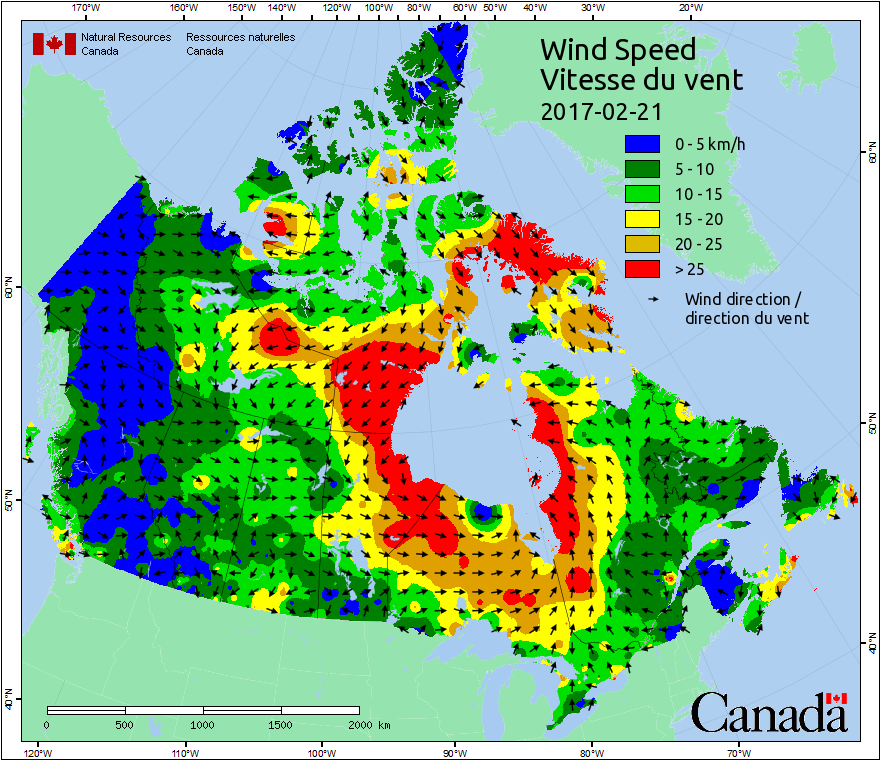 170°W 160°W 150°W 140°W 120°W 100°W 80°W 60°W 50°W 40°W 30°W 20°W
Natural Resources Ressources naturelles
Canada Canada
Wind Speed
Vitesse du vent
2017-02-21
0 - 5 km/h
5 - 10
10 - 15
15 - 20
20 - 25
> 25
Wind direction /
direction du vent
60°N
60°N
50°N
50°N
40°N
40°N
0 500 1000 1500 2000 km
Canada
120°W 110°W 100°W 90°W 80°W 70°W